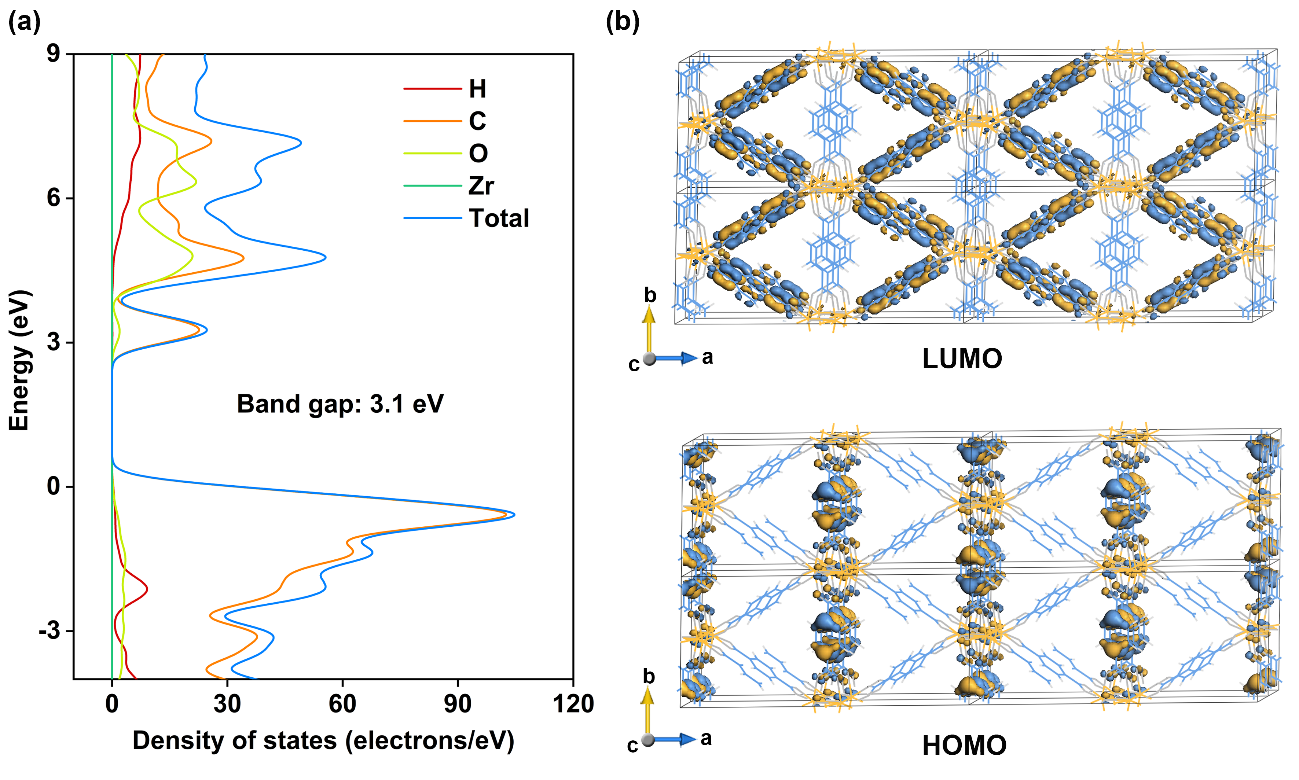 (a)
9
6
3
0
-3
Energy (eV)
H
C
O
Zr
Total
Band gap: 3.1 eV
0 30 60 90 120
Density of states (electrons/eV)
(b)
b
c a
LUMO
b
c a
HOMO